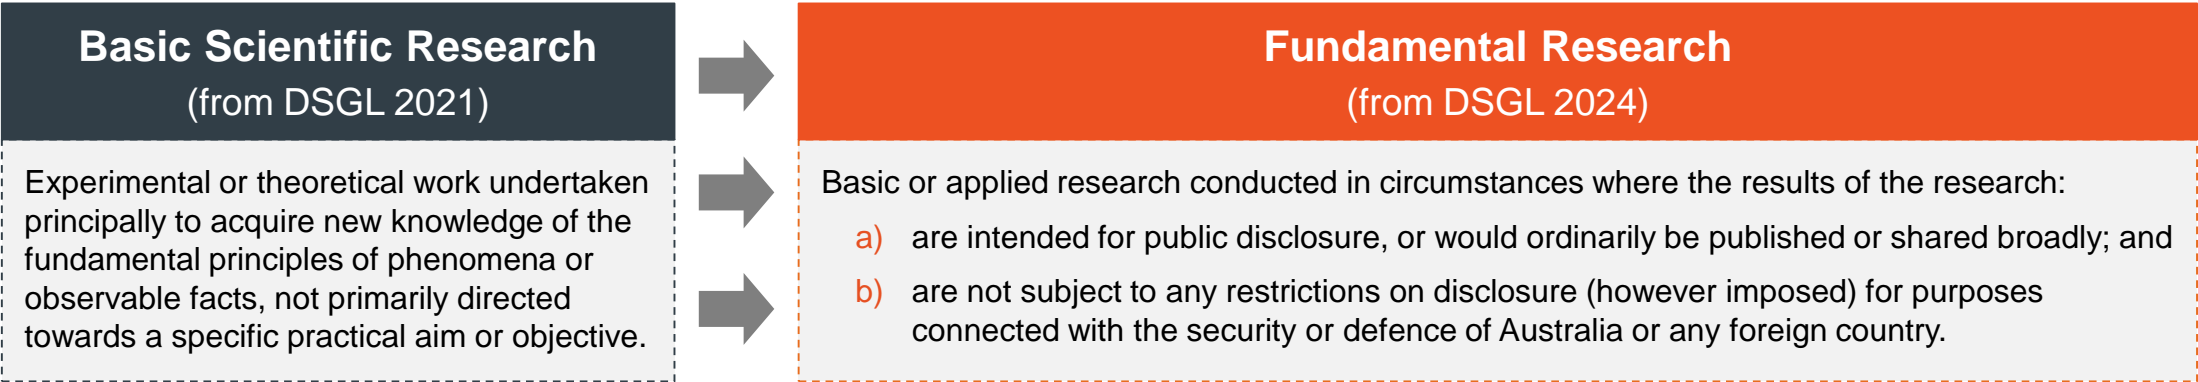 Basic Scientific Research
(from DSGL 2021)
Experimental or theoretical work undertaken
principally to acquire new knowledge of the
fundamental principles of phenomena or
observable facts, not primarily directed
towards a specific practical aim or objective.
Fundamental Research
(from DSGL 2024)
Basic or applied research conducted in circumstances where the results of the research:
a) are intended for public disclosure, or would ordinarily be published or shared broadly; and
b) are not subject to any restrictions on disclosure (however imposed) for purposes
connected with the security or defence of Australia or any foreign country.